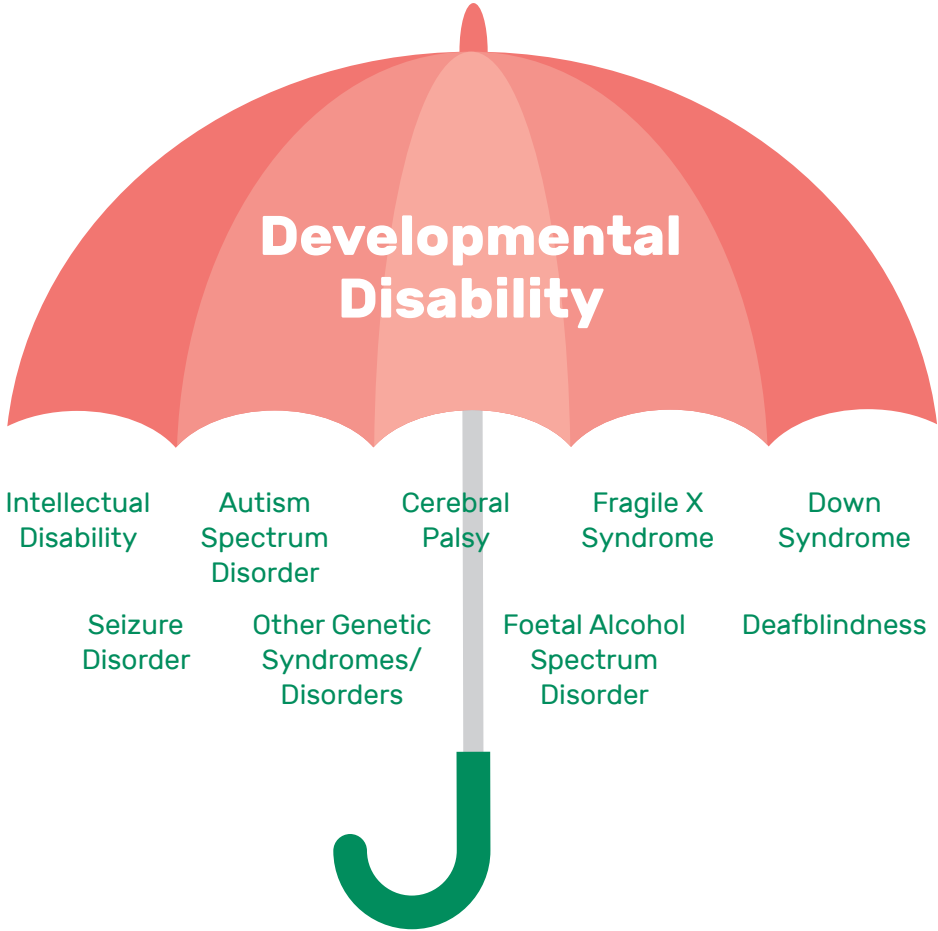 Developmental
Disability
Intellectual
Disability
Autism
Spectrum
Disorder
Cerebral
Palsy
Fragile X
Syndrome
Down
Syndrome
Seizure
Disorder
Other Genetic
Syndromes/
Disorders
Foetal Alcohol
Spectrum
Disorder
Deafblindness